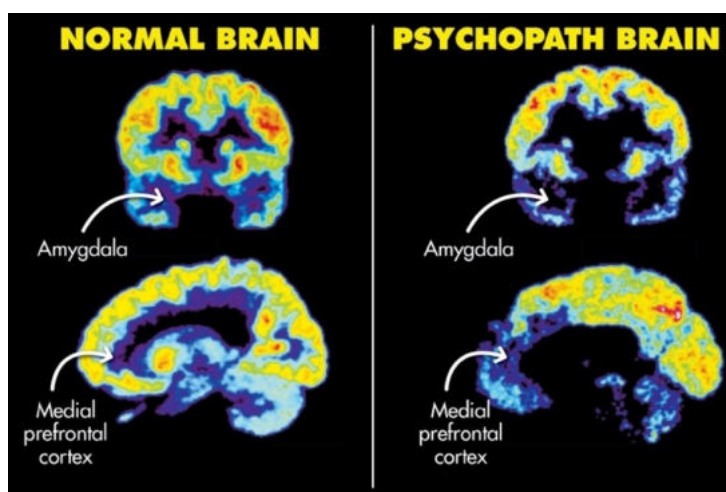 NORMAL BRAIN
Amygdala
Medial
prefrontal
cortex
PSYCHOPATH BRAIN
Amygdala
Medial
prefrontal
cortex